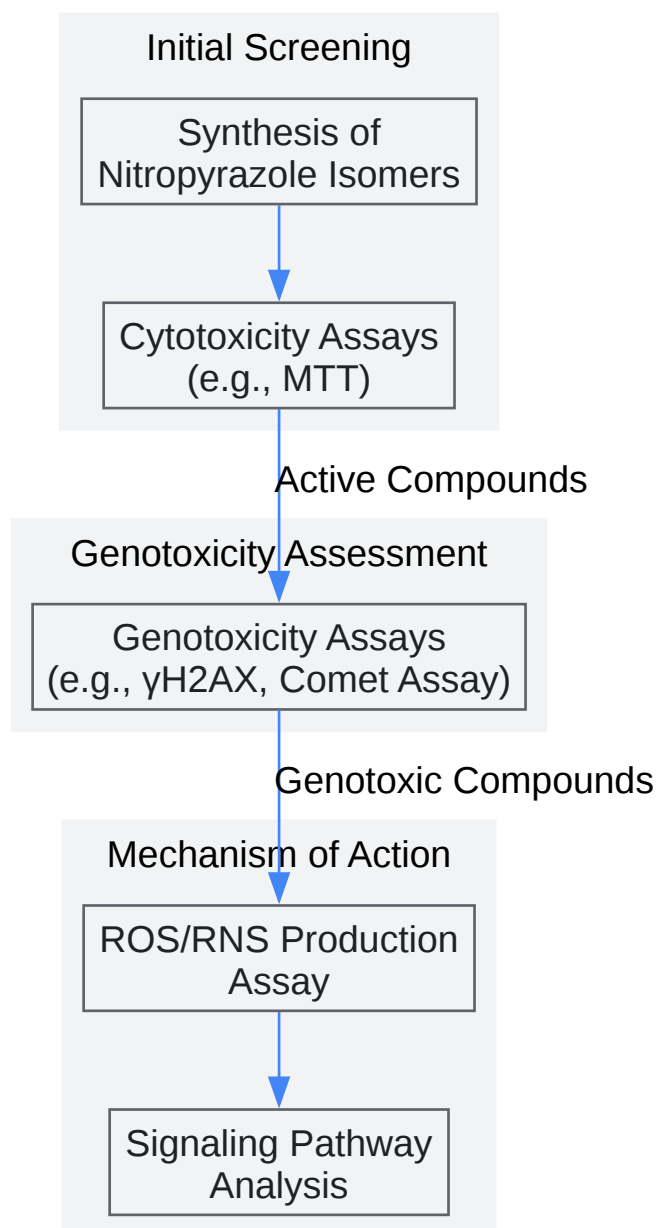 Initial Screening
Synthesis of
Nitropyrazole Isomers
Cytotoxicity Assays
(e.g., MTT)
Active Compounds
Genotoxicity Assessment
Genotoxicity Assays
(e.g., γH2AX, Comet Assay)
Genotoxic Compounds
Mechanism of Action
ROS/RNS Production
Assay
Signaling Pathway
Analysis